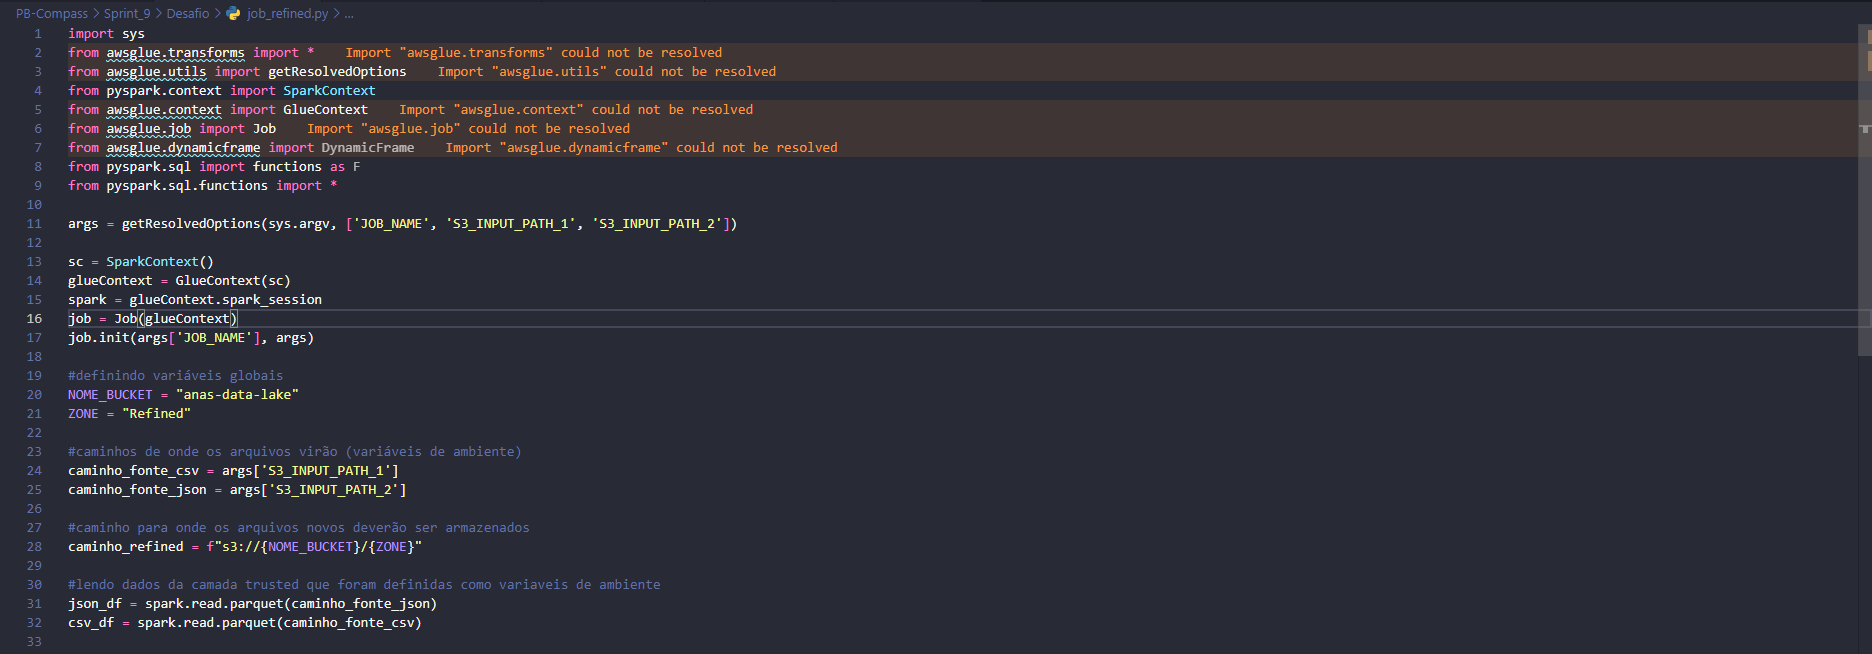 PB-Compass > Sprint_9 > Desafio > job_refined.py > ...
1 import sys
2 from awsglue.transforms import * Import "awsglue.transforms" could not be resolved
3 from awsglue.utils import getResolvedOptions Import "awsglue.utils" could not be resolved
4 from pyspark.context import SparkContext
5 from awsglue.context import GlueContext Import "awsglue.context" could not be resolved
6 from awsglue.job import Job Import "awsglue.job" could not be resolved
7 from awsglue.dynamicframe import DynamicFrame Import "awsglue.dynamicframe" could not be resolved
8 from pyspark.sql import functions as F
9 from pyspark.sql.functions import *
10
11 args = getResolvedOptions(sys.argv, ['JOB_NAME', 'S3_INPUT_PATH_1', 'S3_INPUT_PATH_2'])
12
13 sc = SparkContext()
14 glueContext = GlueContext(sc)
15 spark = glueContext.spark_session
16 job = Job(glueContext)
17 job.init(args['JOB_NAME'], args)
18
19 #definindo variáveis globais
20 NOME_BUCKET = "anas-data-lake"
21 ZONE = "Refined"
22
23 #caminhos de onde os arquivos virão (variáveis de ambiente)
24 caminho_fonte_csv = args['S3_INPUT_PATH_1']
25 caminho_fonte_json = args['S3_INPUT_PATH_2']
26
27 #caminho para onde os arquivos novos deverão ser armazenados
28 caminho_refined = f"s3://{NOME_BUCKET}/{ZONE}"
29
30 #lendo dados da camada trusted que foram definidas como variaveis de ambiente
31 json_df = spark.read.parquet(caminho_fonte_json)
32 csv_df = spark.read.parquet(caminho_fonte_csv)
33